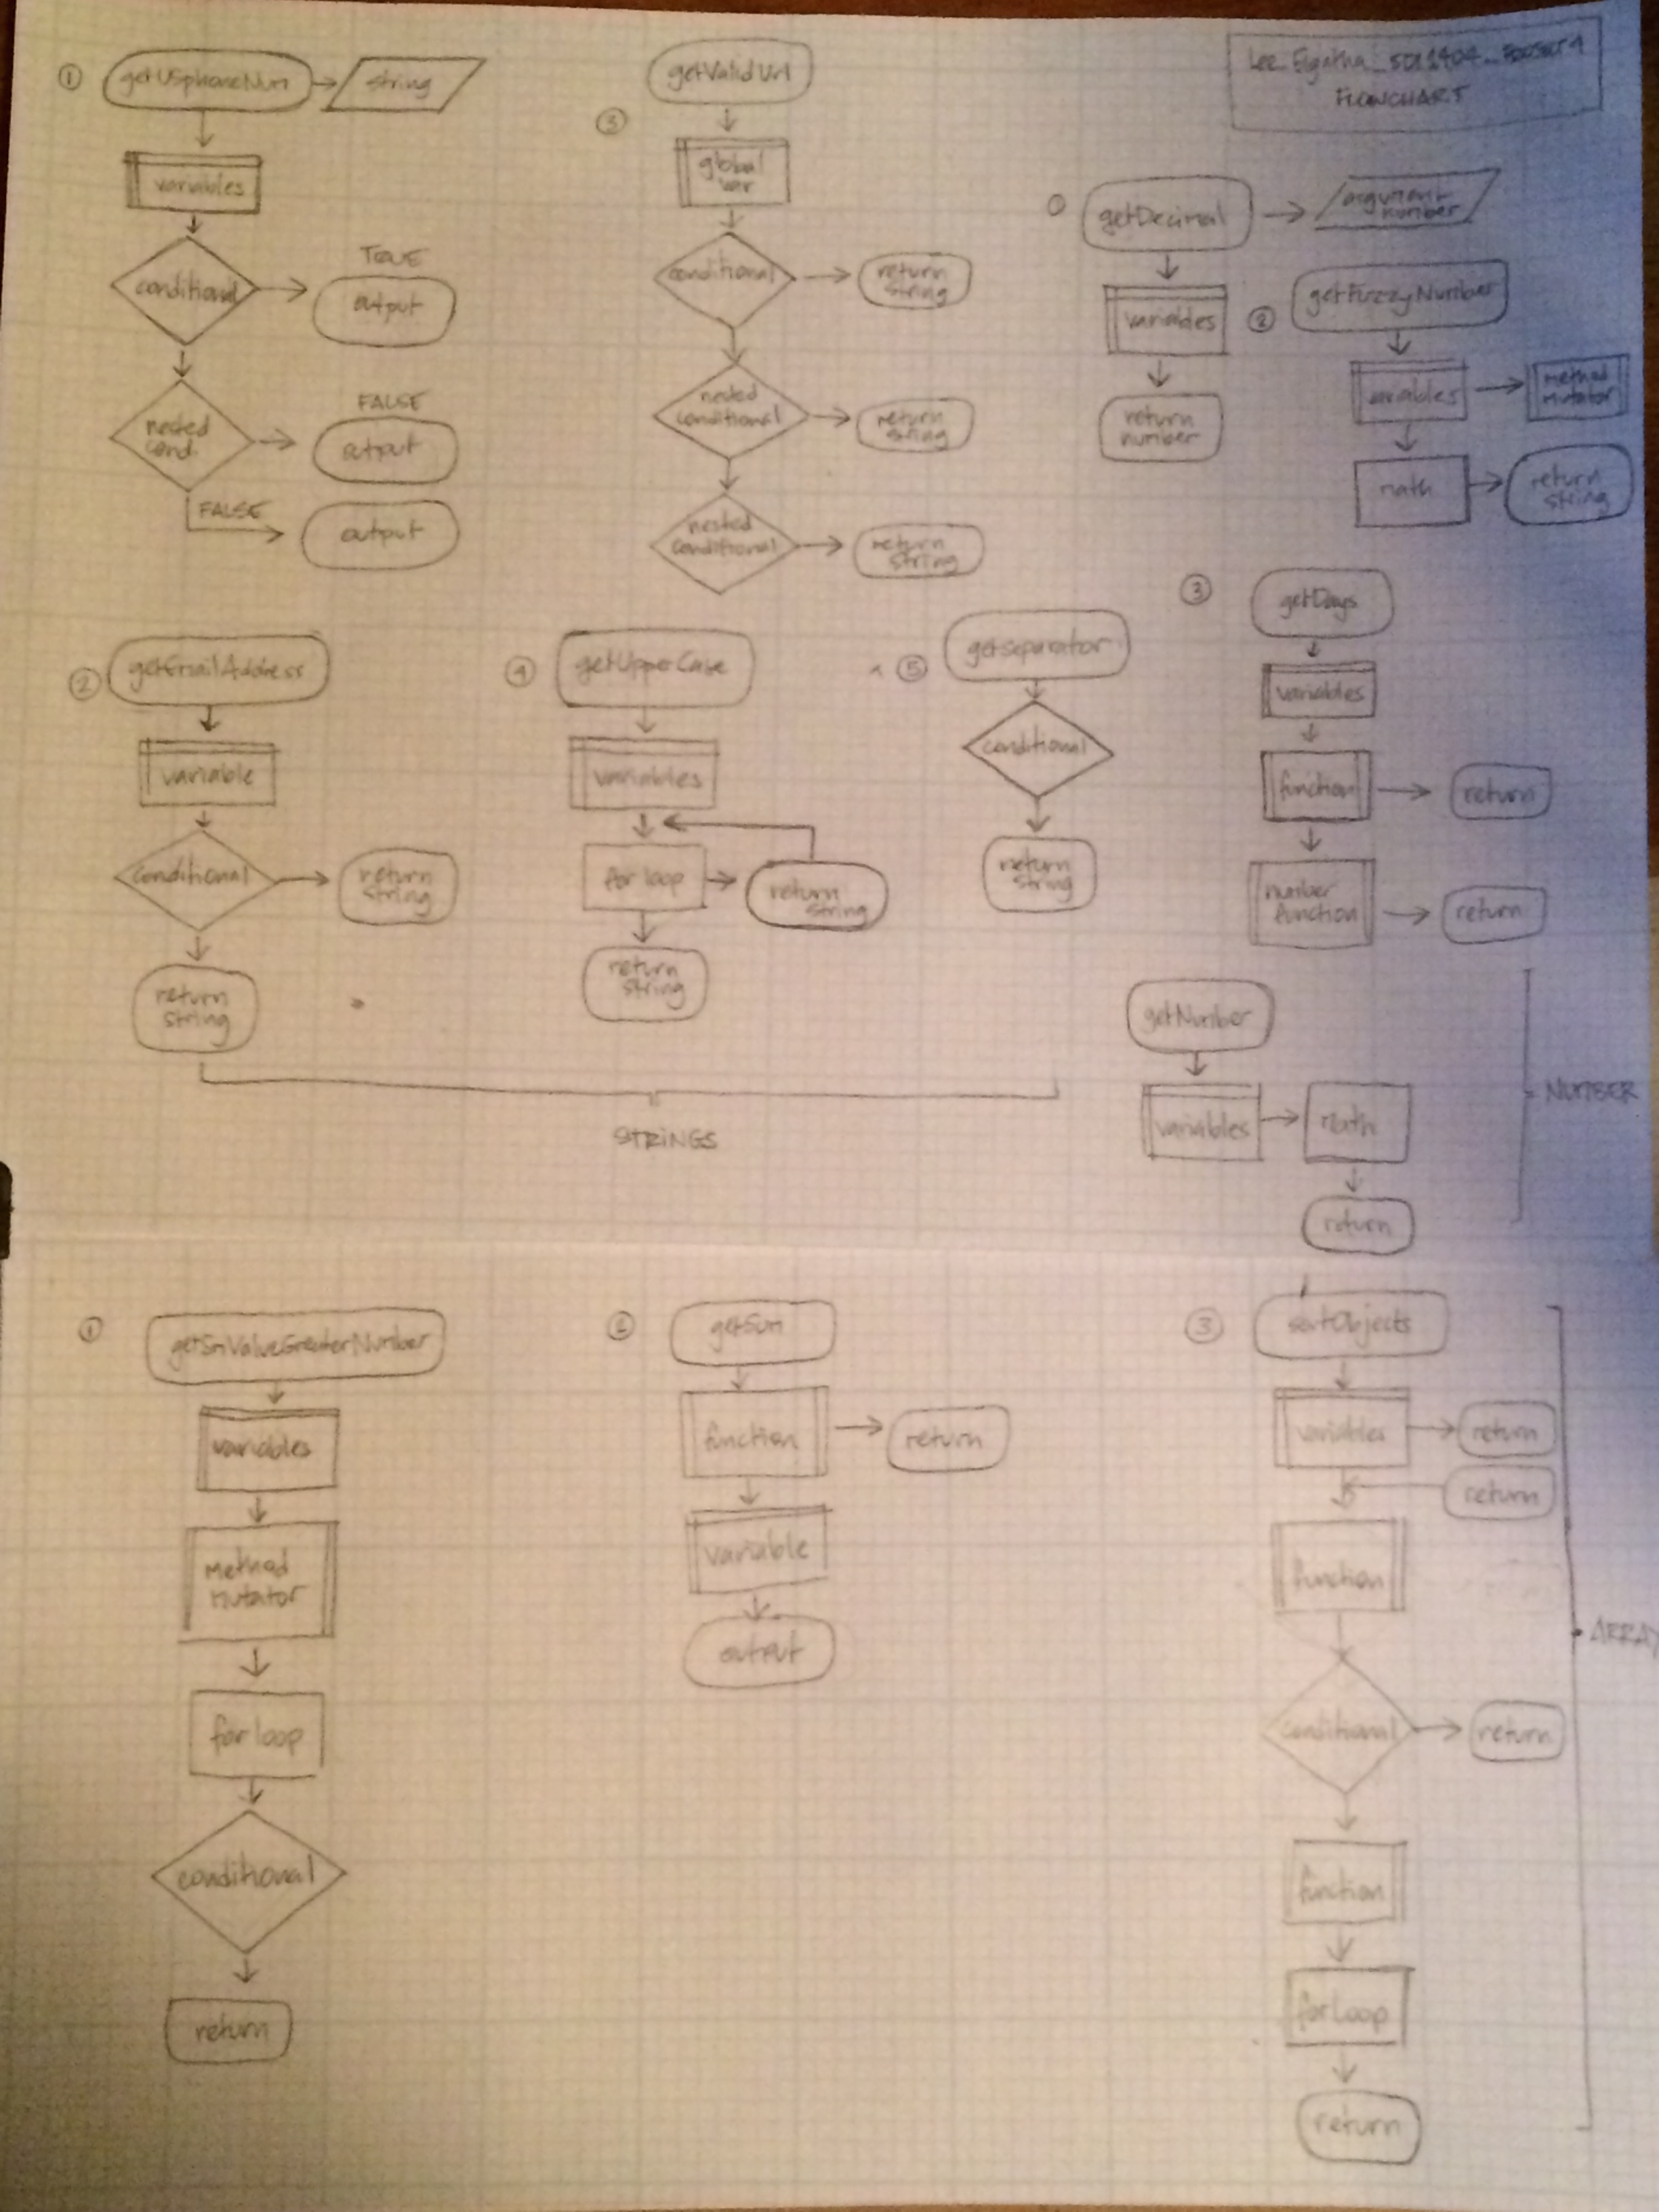 Lee_Elgatha_SDI1404_
FLOWCHART
①
getUSphoneNum
string
variables
conditional
TRUE
output
nested
cond.
FALSE
output
FALSE
output
②
getEmailAddress
variable
conditional
return
string
return
string
③
getValidUrl
global
var
conditional
return
string
nested
conditional
return
string
nested
conditional
return
string
④
getUpperCase
variables
for loop
return
string
return
string
⑤
getseparator
conditional
return
string
STRINGS
①
getDecimal
argument
number
variables
return
number
②
getFuzzyNumber
variables
method
mutator
math
return
string
③
getDays
variables
function
return
number
function
return
getNumber
variables
math
return
NUMBER
①
getSmValueGreaterNumber
variables
Method
Mutator
for loop
conditional
return
②
getSum
function
return
variable
output
③
sortObjects
variables
return
return
function
conditional
return
function
for loop
return
ARRAY